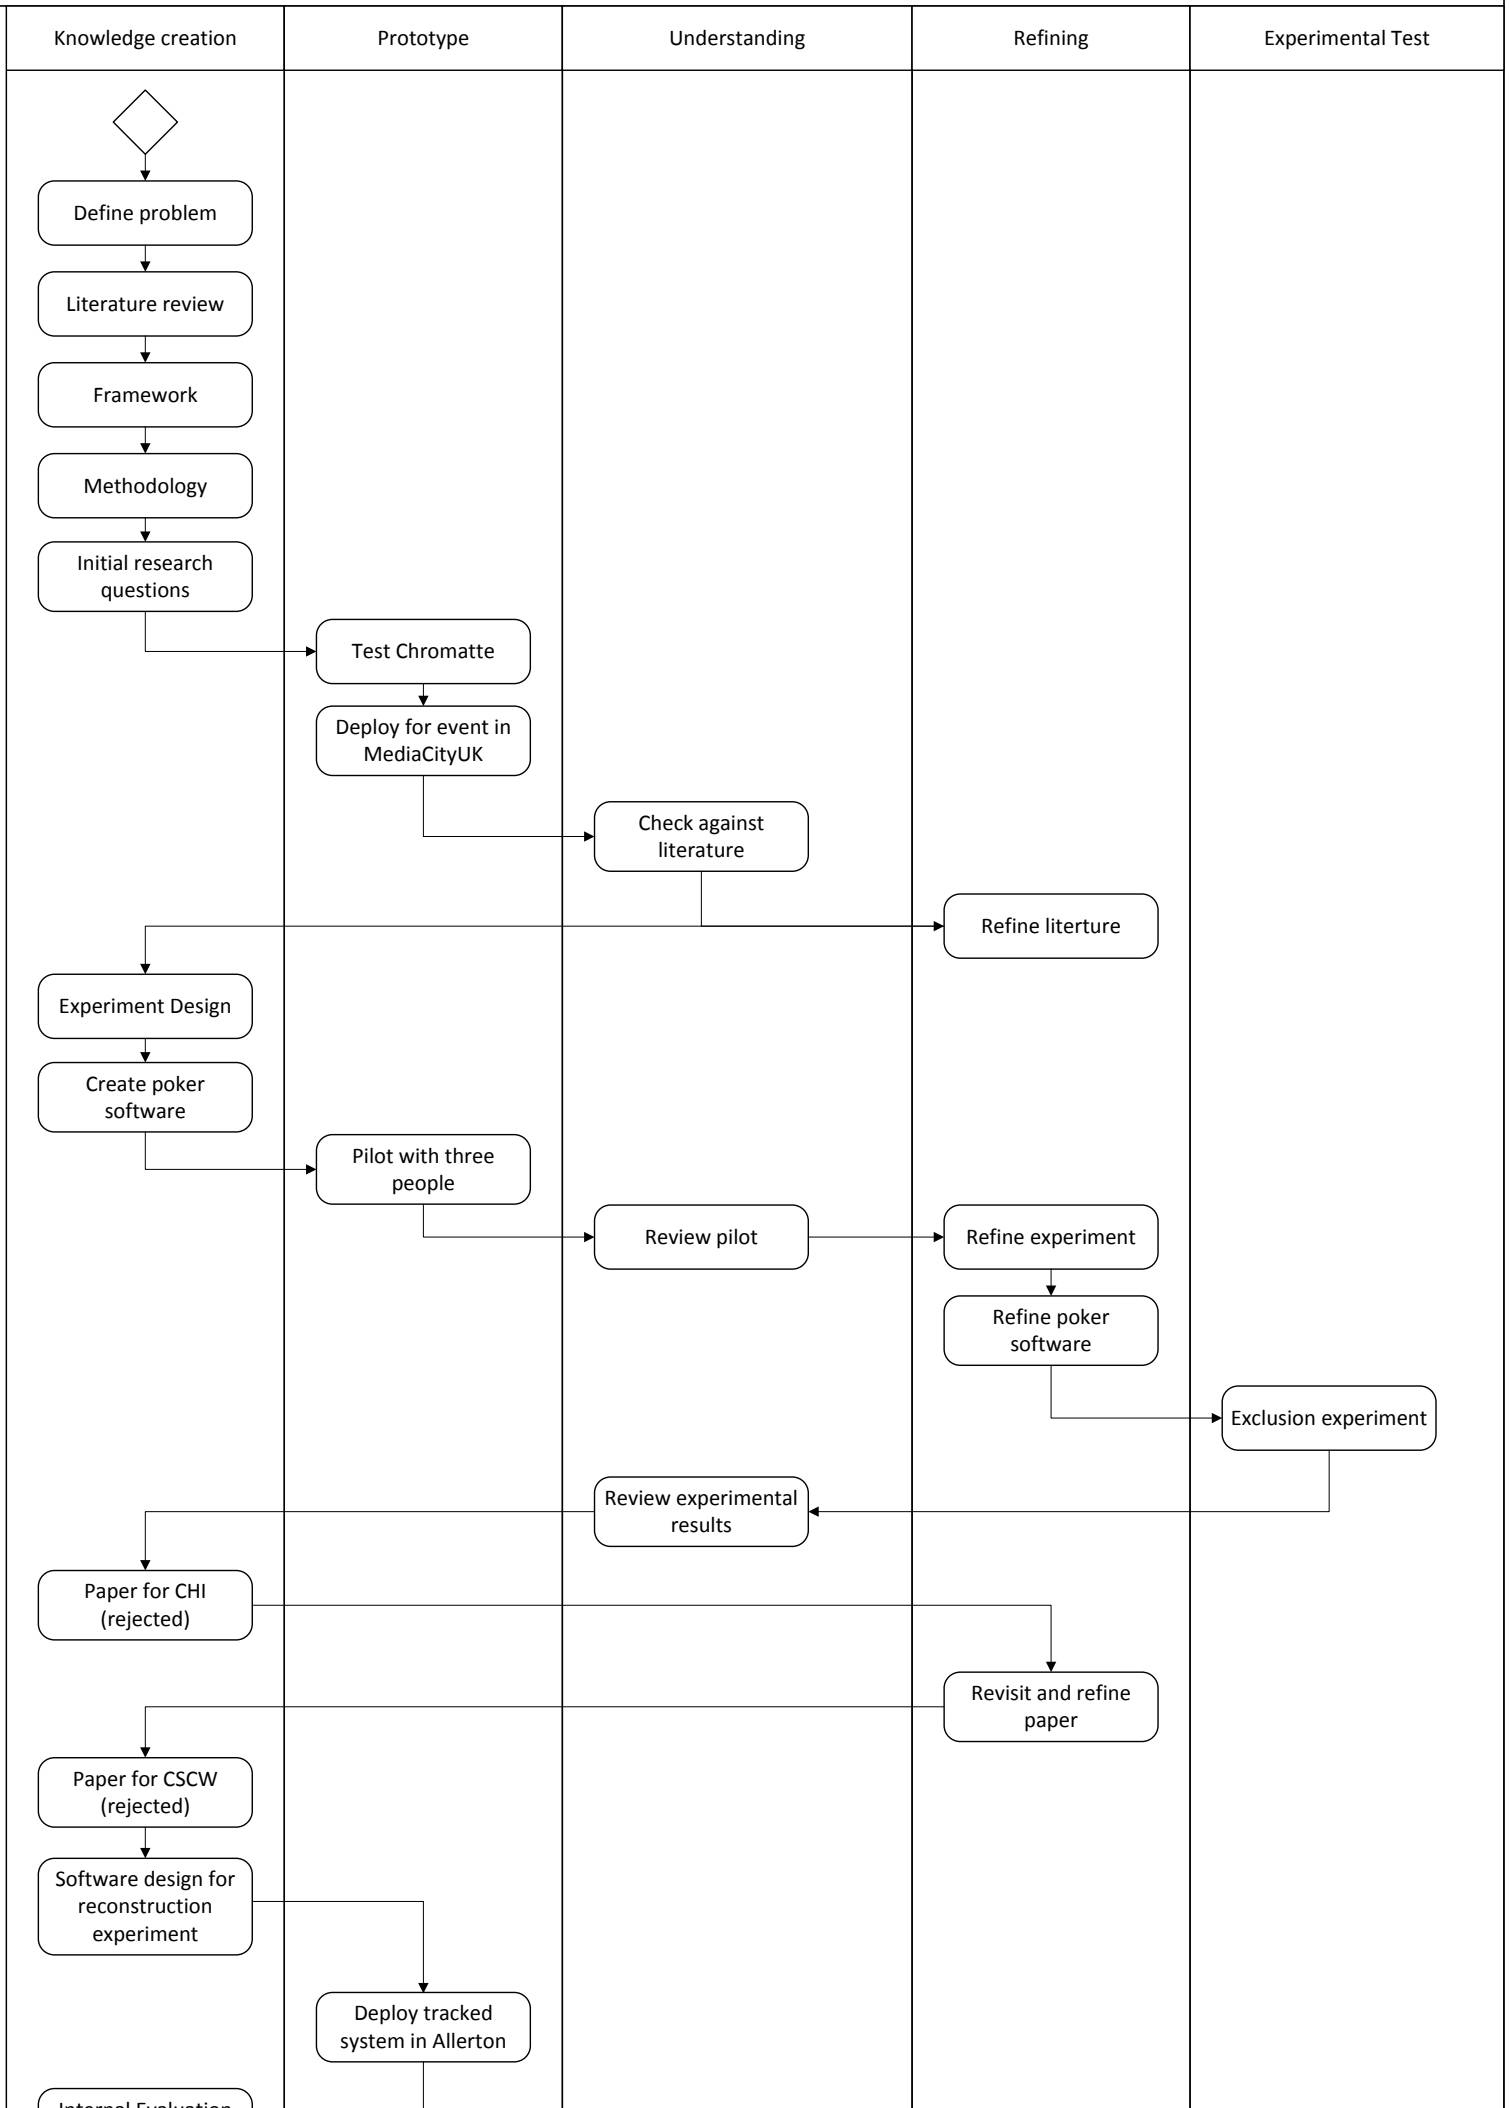 Knowledge creation
Prototype
Understanding
Refining
Experimental Test
Define problem
Literature review
Framework
Methodology
Initial research
questions
Test Chromatte
Deploy for event in
MediaCityUK
Check against
literature
Refine literture
Experiment Design
Create poker
software
Pilot with three
people
Review pilot
Refine experiment
Refine poker
software
Exclusion experiment
Review experimental
results
Paper for CHI
(rejected)
Revisit and refine
paper
Paper for CSCW
(rejected)
Software design for
reconstruction
experiment
Deploy tracked
system in Allerton
Internal Evaluation